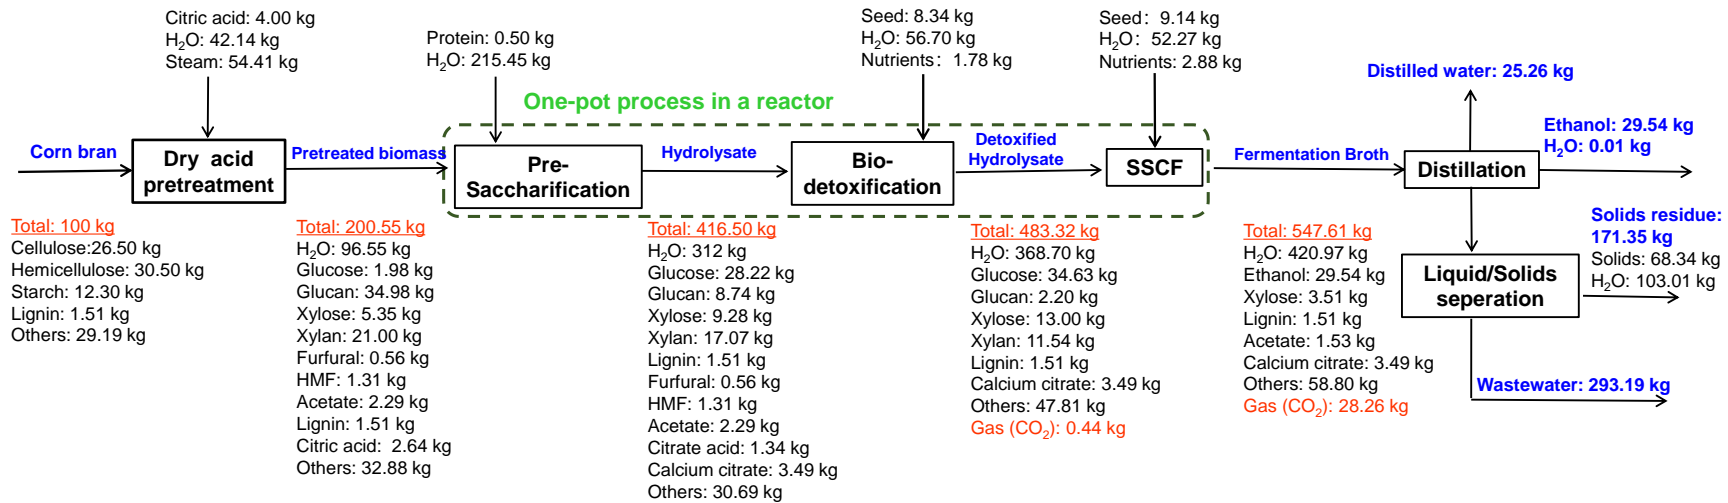 Citric acid: 4.00 kg
H₂O: 42.14 kg
Steam: 54.41 kg
Protein: 0.50 kg
H₂O: 215.45 kg
Seed: 8.34 kg
H₂O: 56.70 kg
Nutrients: 1.78 kg
Seed: 9.14 kg
H₂O: 52.27 kg
Nutrients: 2.88 kg
Distilled water: 25.26 kg
One-pot process in a reactor
Corn bran
Dry acid
pretreatment
Pretreated biomass
Pre-
Saccharification
Hydrolysate
Bio-
detoxification
Detoxified
Hydrolysate
SSCF
Fermentation Broth
Distillation
Ethanol: 29.54 kg
H₂O: 0.01 kg
Total: 100 kg
Cellulose:26.50 kg
Hemicellulose: 30.50 kg
Starch: 12.30 kg
Lignin: 1.51 kg
Others: 29.19 kg
Total: 200.55 kg
H₂O: 96.55 kg
Glucose: 1.98 kg
Glucan: 34.98 kg
Xylose: 5.35 kg
Xylan: 21.00 kg
Furfural: 0.56 kg
HMF: 1.31 kg
Acetate: 2.29 kg
Lignin: 1.51 kg
Citric acid: 2.64 kg
Others: 32.88 kg
Total: 416.50 kg
H₂O: 312 kg
Glucose: 28.22 kg
Glucan: 8.74 kg
Xylose: 9.28 kg
Xylan: 17.07 kg
Lignin: 1.51 kg
Furfural: 0.56 kg
HMF: 1.31 kg
Acetate: 2.29 kg
Citrate acid: 1.34 kg
Calcium citrate: 3.49 kg
Others: 30.69 kg
Total: 483.32 kg
H₂O: 368.70 kg
Glucose: 34.63 kg
Glucan: 2.20 kg
Xylose: 13.00 kg
Xylan: 11.54 kg
Lignin: 1.51 kg
Calcium citrate: 3.49 kg
Others: 47.81 kg
Gas (CO₂): 0.44 kg
Total: 547.61 kg
H₂O: 420.97 kg
Ethanol: 29.54 kg
Xylose: 3.51 kg
Lignin: 1.51 kg
Acetate: 1.53 kg
Calcium citrate: 3.49 kg
Others: 58.80 kg
Gas (CO₂): 28.26 kg
Liquid/Solids
seperation
Solids residue:
171.35 kg
Solids: 68.34 kg
H₂O: 103.01 kg
Wastewater: 293.19 kg